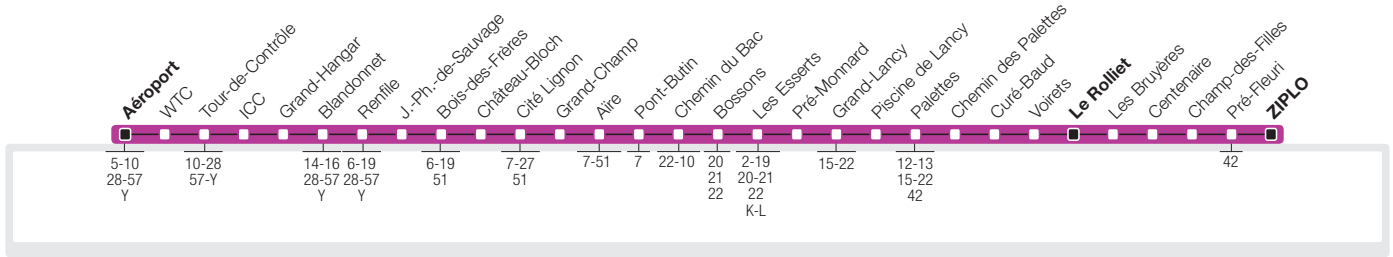 Aéroport
WTC
Tour-de-Contrôle
ICC
Grand-Hangar
Blandonnet
Renfile
J.-Ph.-de-Sauvage
Bois-des-Frères
Château-Bloch
Cité Lignon
Grand-Champ
Aïre
Pont-Butin
Chemin du Bac
Bossons
Les Esserts
Pré-Monnard
Grand-Lancy
Piscine de Lancy
Palettes
Chemin des Palettes
Curé-Baud
Voirets
Le Rolliet
Les Bruyères
Centenaire
Champ-des-Filles
Pré-Fleuri
ZIPLO
5-10
28-57
Y
10-28
57-Y
14-16
28-57
Y
6-19
28-57
Y
6-19
51
7-27
51
7-51
7
22-10
20
21
22
2-19
20-21
22
K-L
15-22
12-13
15-22
42
42